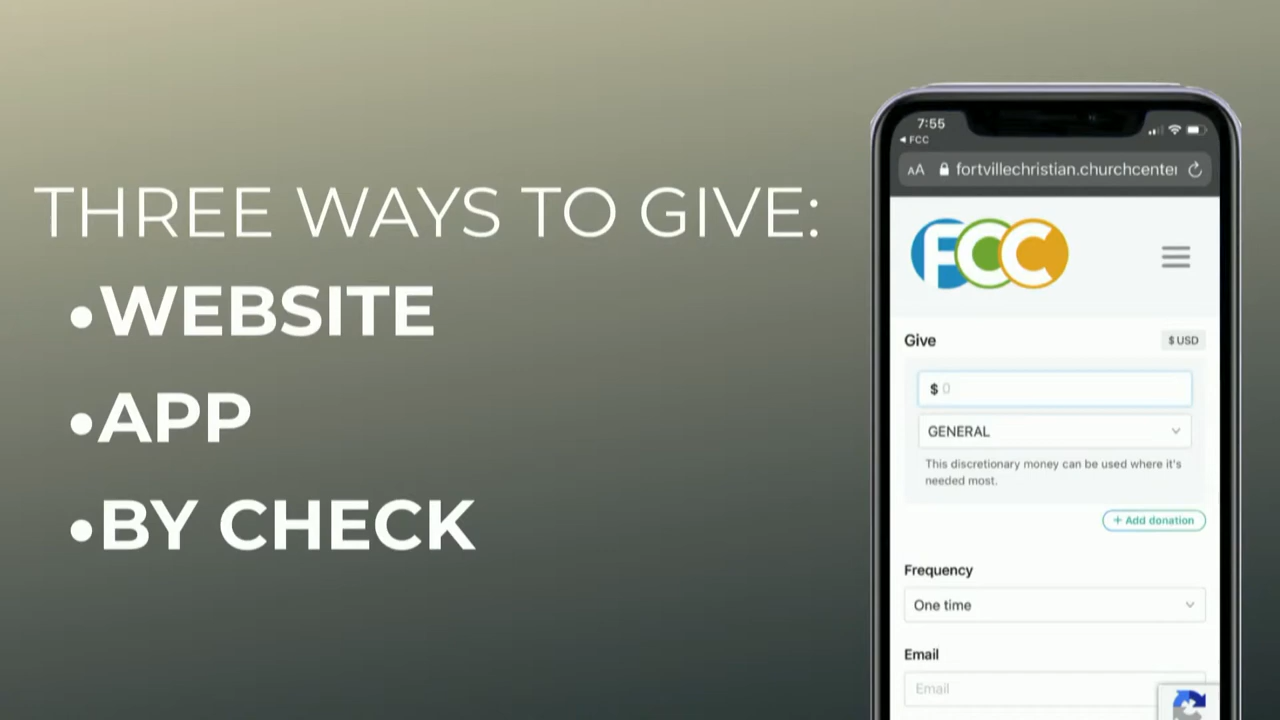 THREE WAYS TO GIVE:
•WEBSITE
•APP
•BY CHECK
7:55
◄ FCC
AA fortvillechristian.churchcenter
FCC
Give
$ USD
$ 0
GENERAL
This discretionary money can be used where it's
needed most.
+ Add donation
Frequency
One time
Email
Email